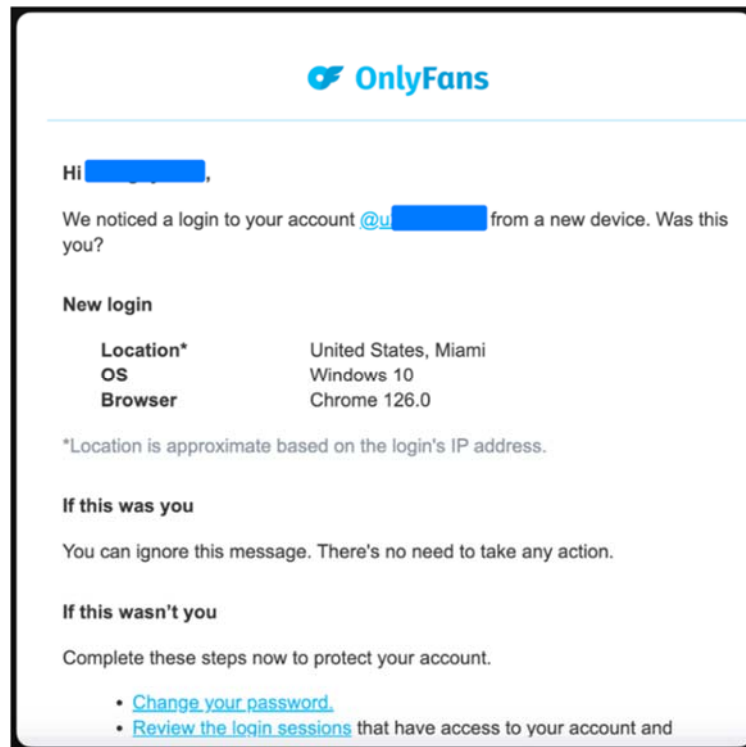 OnlyFans
Hi ,
We noticed a login to your account @u from a new device. Was this
you?
New login
Location* United States, Miami
OS Windows 10
Browser Chrome 126.0
*Location is approximate based on the login's IP address.
If this was you
You can ignore this message. There's no need to take any action.
If this wasn't you
Complete these steps now to protect your account.
• Change your password.
• Review the login sessions that have access to your account and